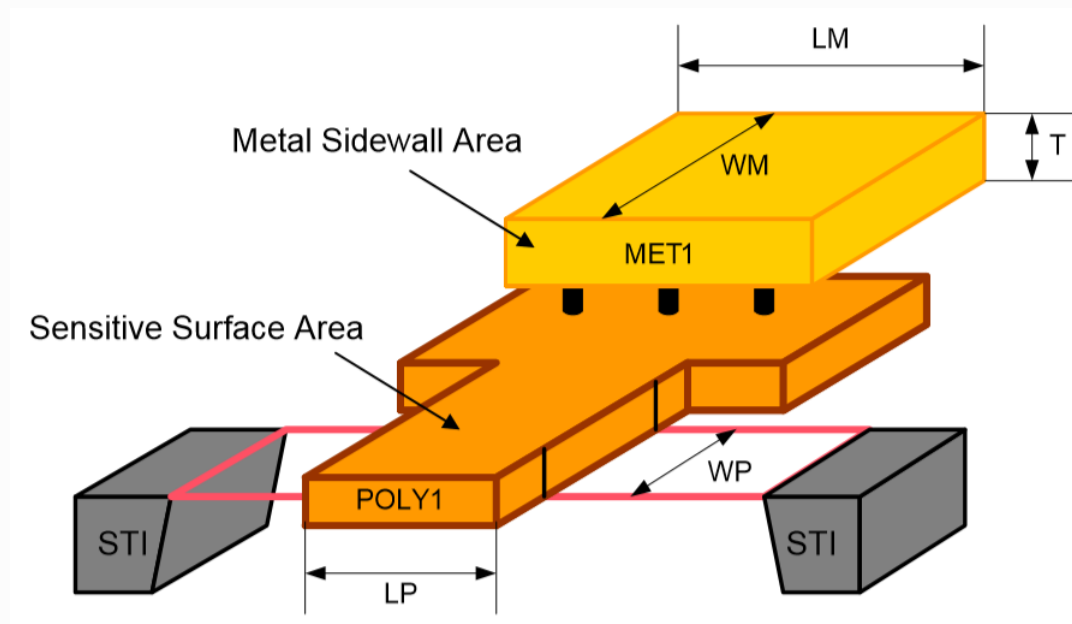 LM
Metal Sidewall Area
T
WM
MET1
Sensitive Surface Area
WP
POLY1
STI
STI
LP